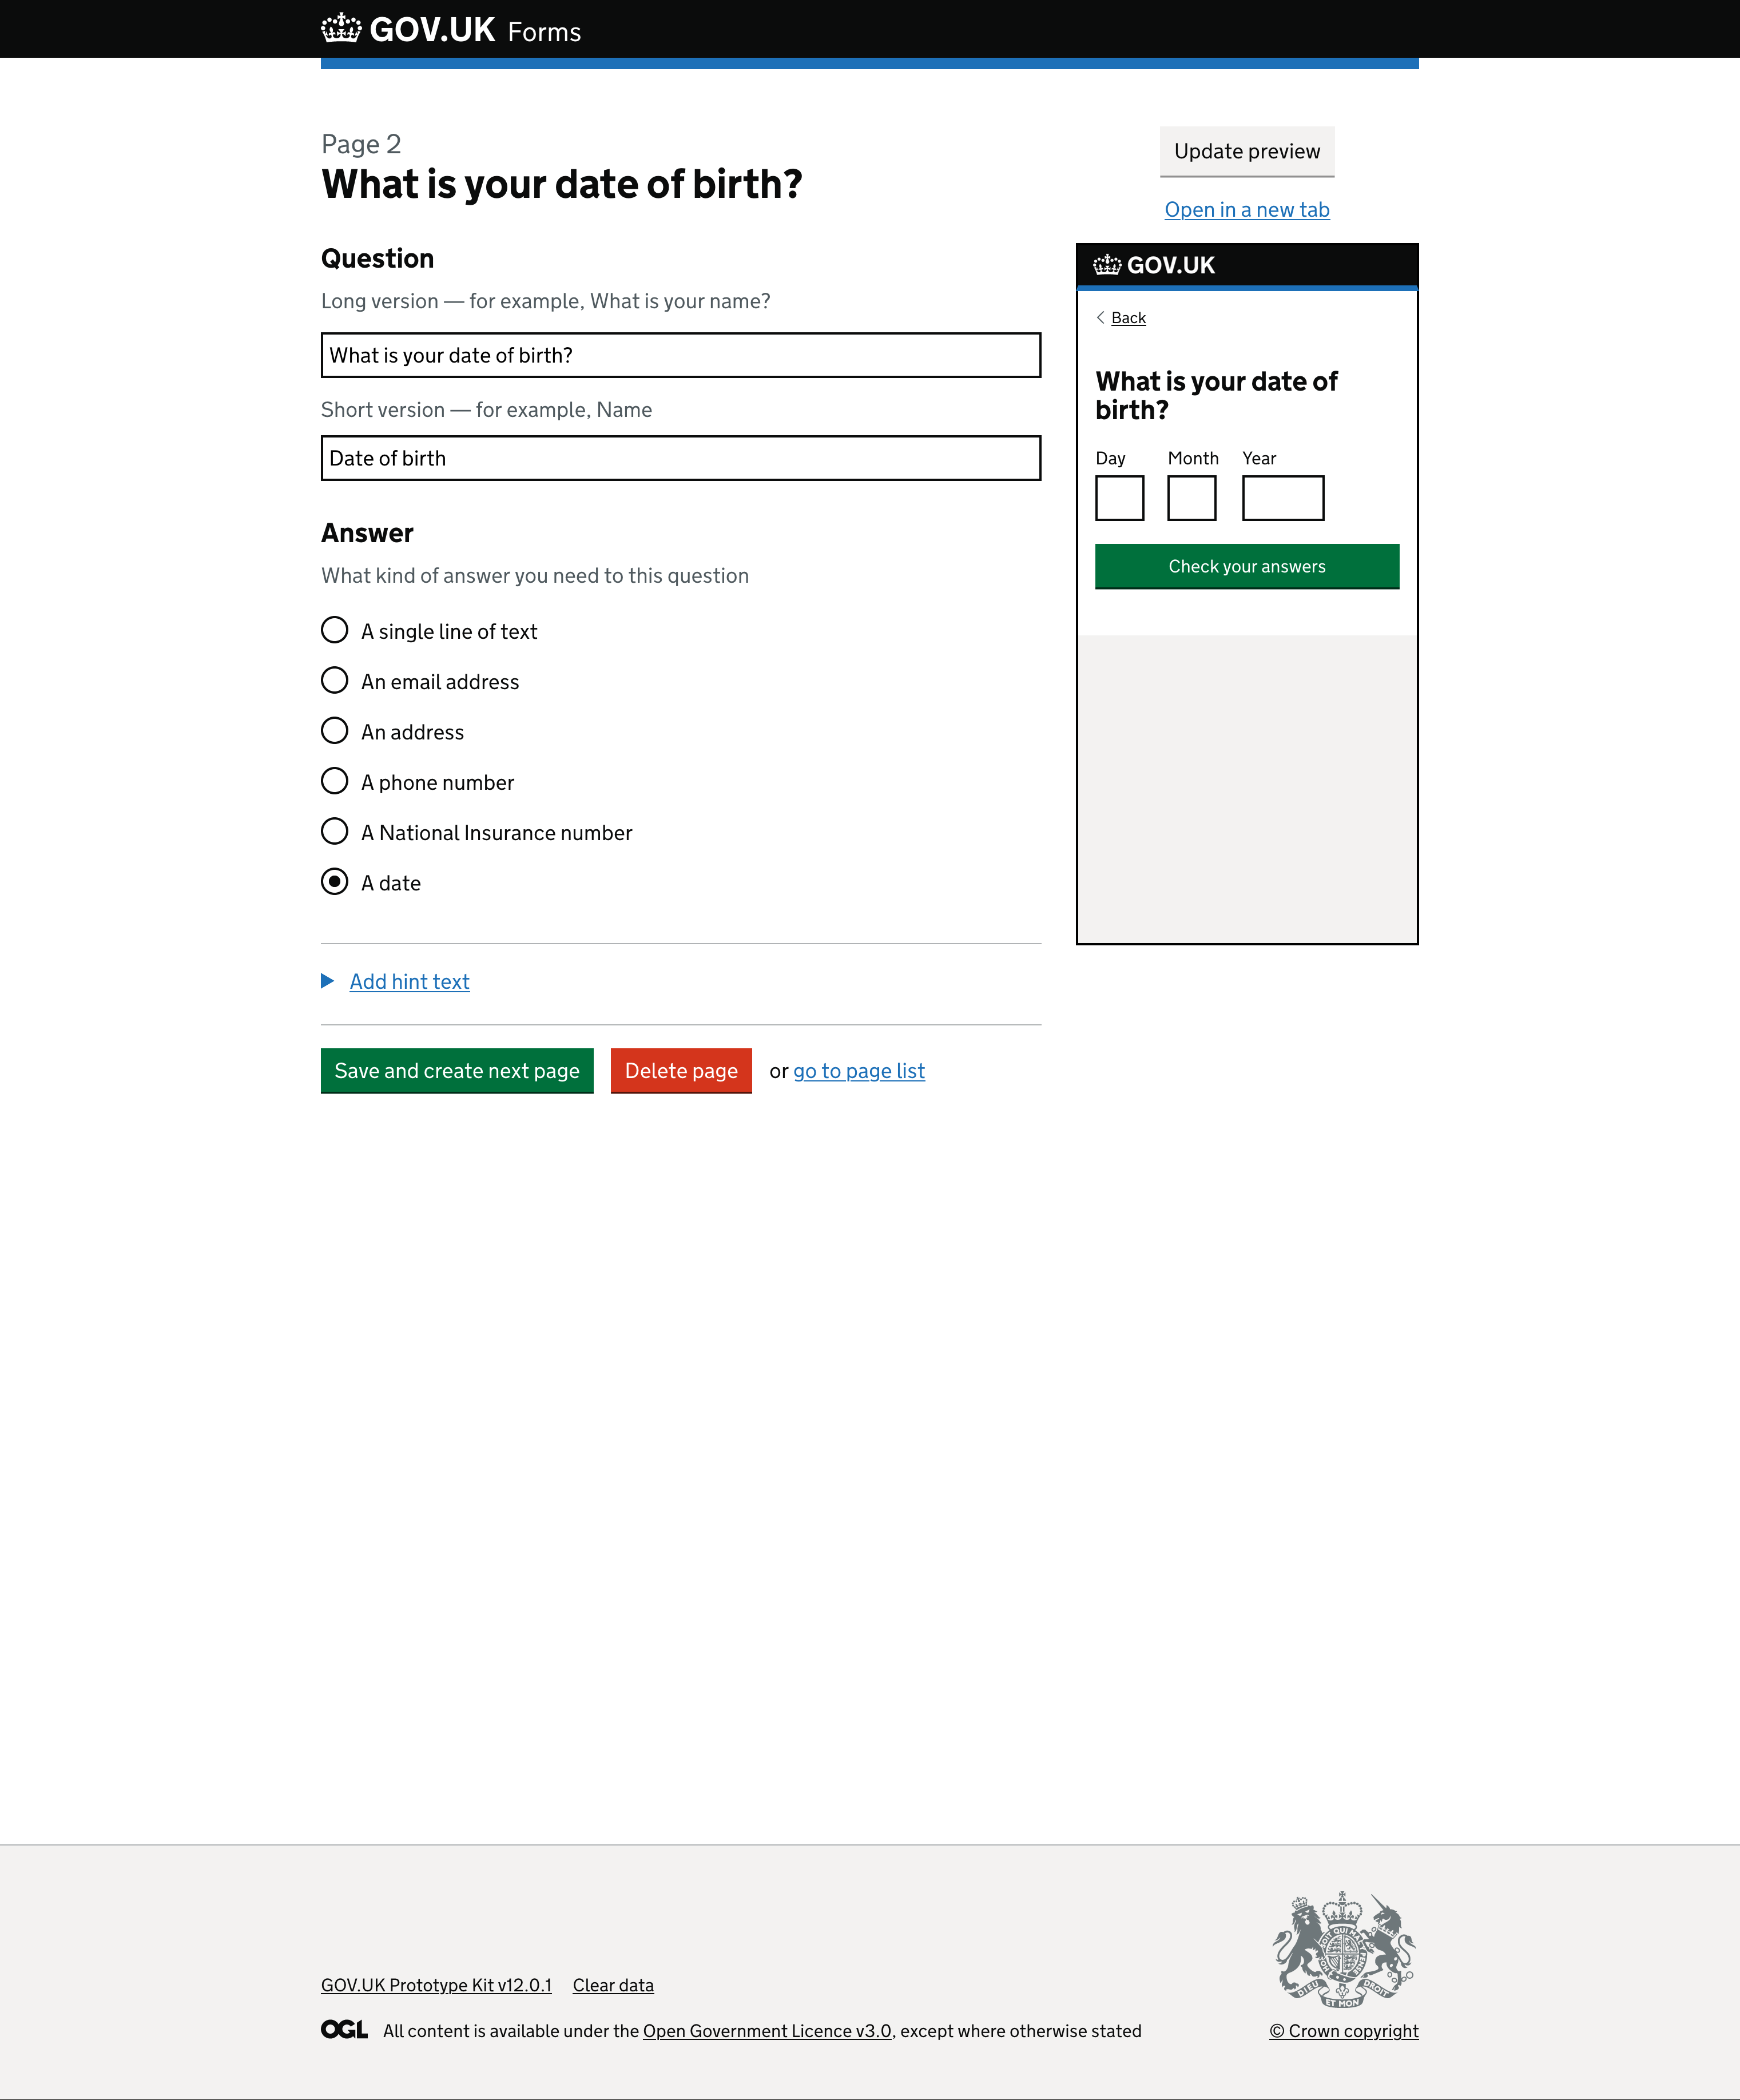 GOV.UK Forms
Page 2
What is your date of birth?
Question
Long version — for example, What is your name?
What is your date of birth?
Short version — for example, Name
Date of birth
Answer
What kind of answer you need to this question
A single line of text
An email address
An address
A phone number
A National Insurance number
A date
Add hint text
Save and create next page
Delete page
or go to page list
Update preview
Open in a new tab
GOV.UK
Back
What is your date of
birth?
Day Month Year
Check your answers
GOV.UK Prototype Kit v12.0.1 Clear data
OGL All content is available under the Open Government Licence v3.0, except where otherwise stated
DIEU ET MON DROIT
© Crown copyright